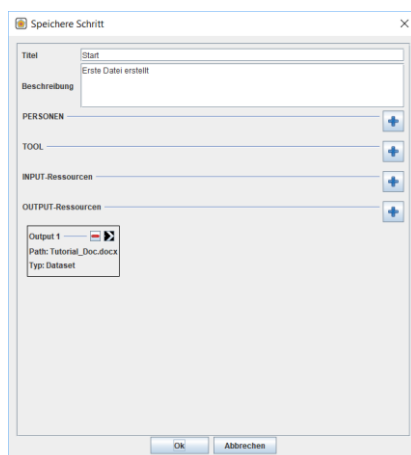 Speichere Schritt
Titel
Start
Beschreibung
Erste Datei erstellt
PERSONEN
TOOL
INPUT-Ressourcen
OUTPUT-Ressourcen
Output 1
Path: Tutorial_Doc.docx
Typ: Dataset
Ok
Abbrechen